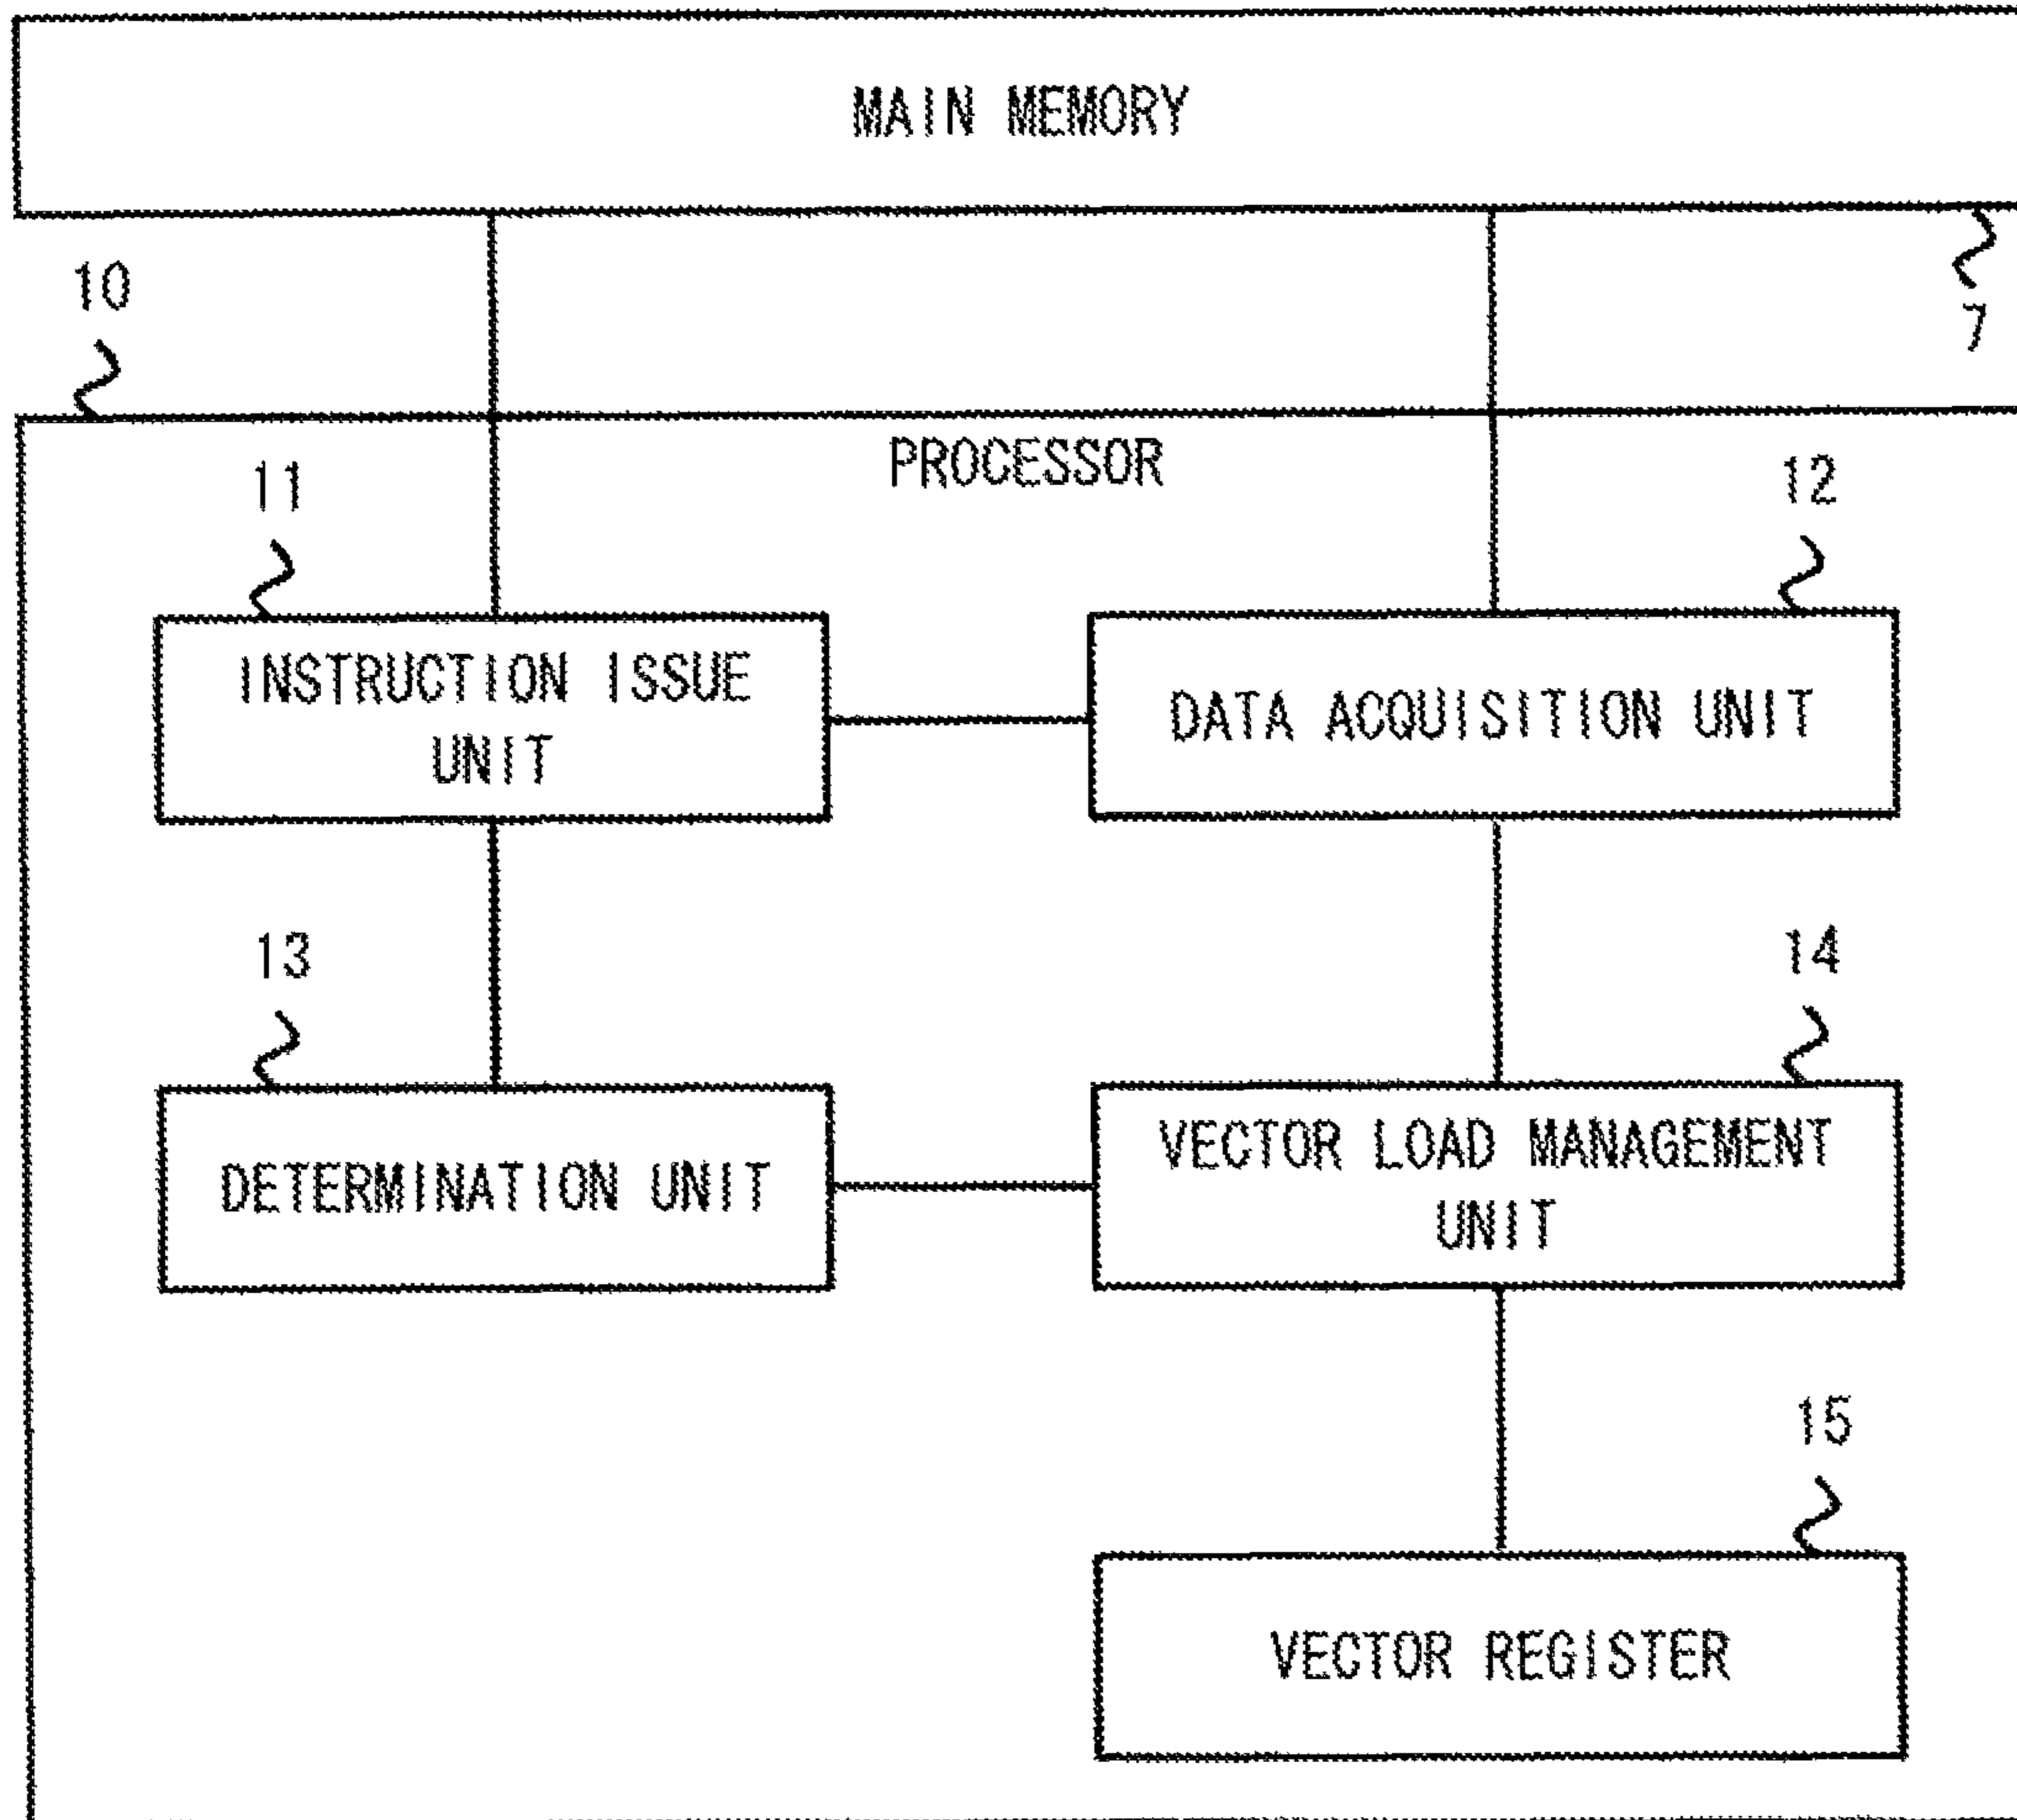 MAIN MEMORY
10
7
PROCESSOR
11
12
INSTRUCTION ISSUE
UNIT
DATA ACQUISITION UNIT
13
14
DETERMINATION UNIT
VECTOR LOAD MANAGEMENT
UNIT
15
VECTOR REGISTER